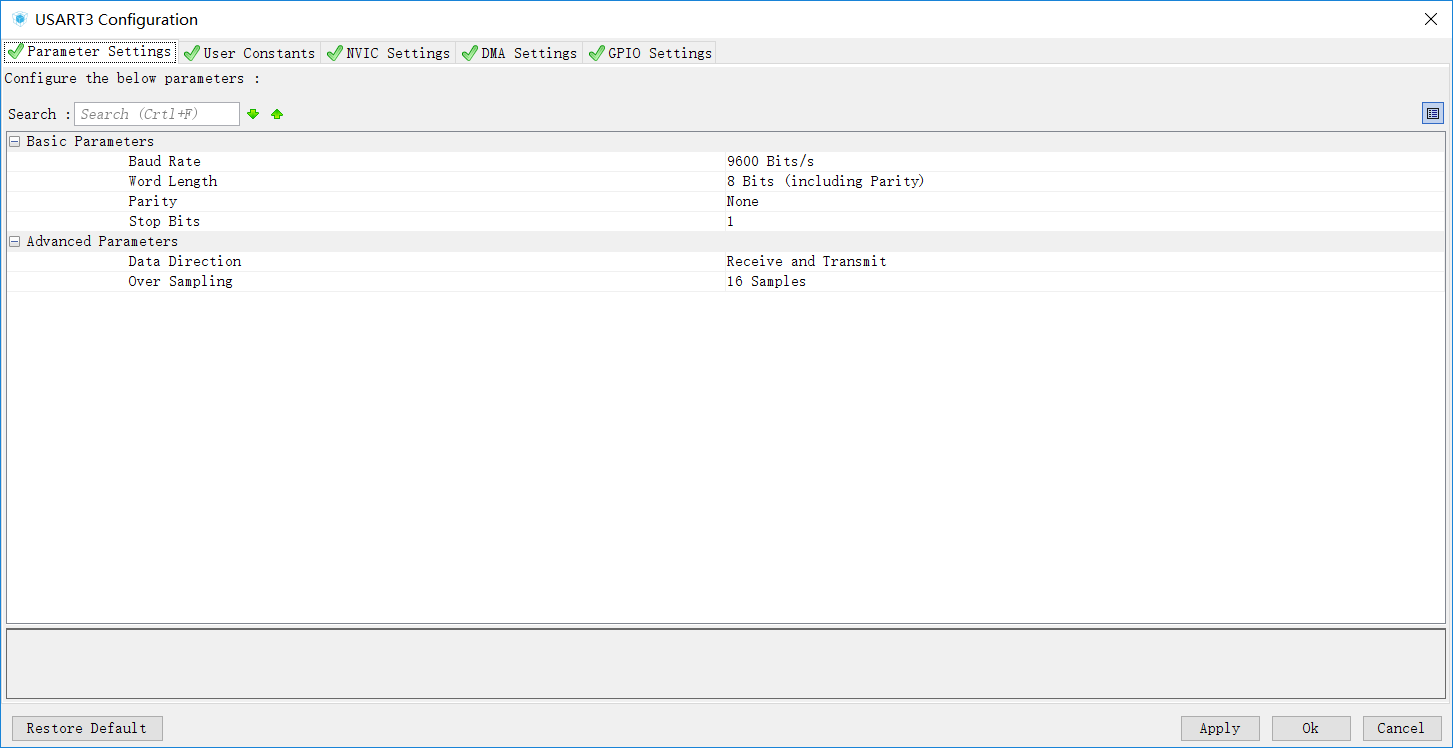 USART3 Configuration
Parameter Settings User Constants NVIC Settings DMA Settings GPIO Settings
Configure the below parameters :
Search : Search (Crtl+F)
Basic Parameters
Baud Rate 9600 Bits/s
Word Length 8 Bits (including Parity)
Parity None
Stop Bits 1
Advanced Parameters
Data Direction Receive and Transmit
Over Sampling 16 Samples
Restore Default Apply Ok Cancel